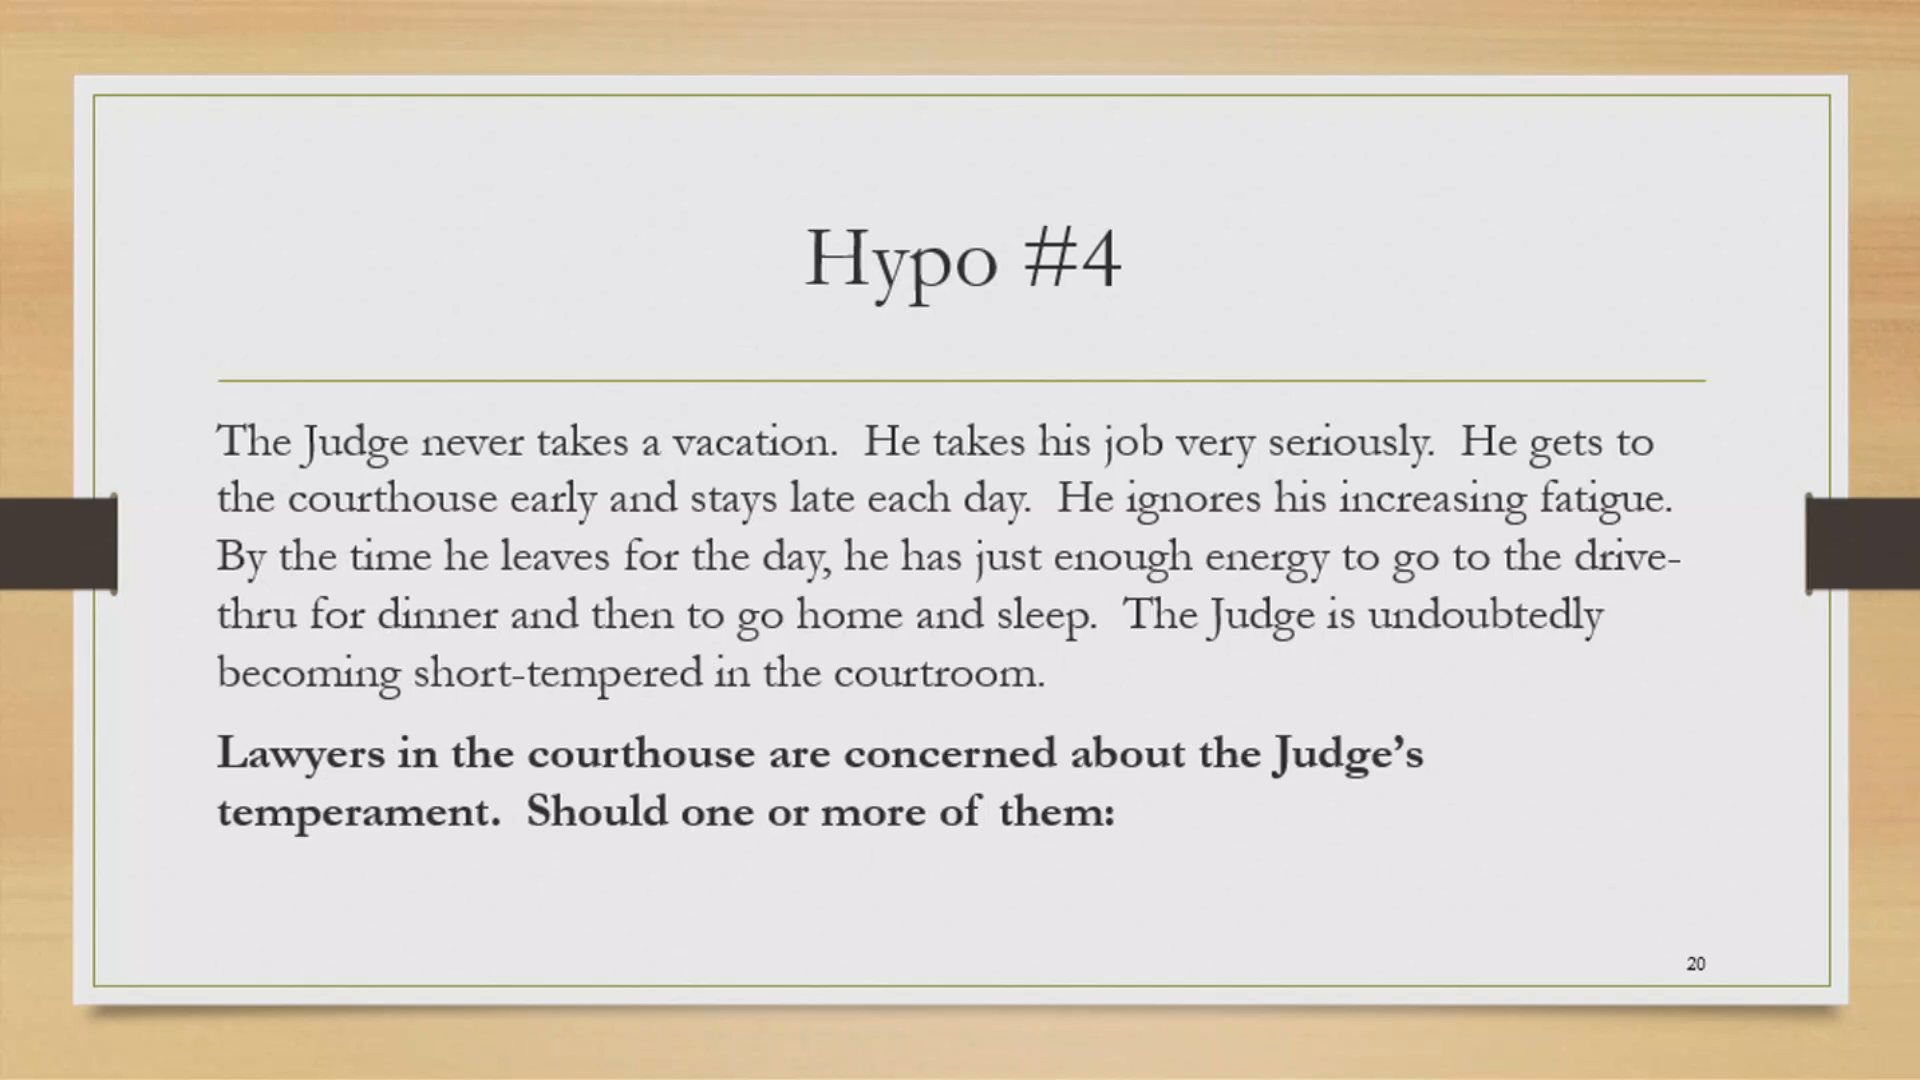 Hypo #4
The Judge never takes a vacation.  He takes his job very seriously.  He gets to
the courthouse early and stays late each day.  He ignores his increasing fatigue.
By the time he leaves for the day, he has just enough energy to go to the drive-
thru for dinner and then to go home and sleep.  The Judge is undoubtedly
becoming short-tempered in the courtroom.
Lawyers in the courthouse are concerned about the Judge’s
temperament.  Should one or more of them:
20